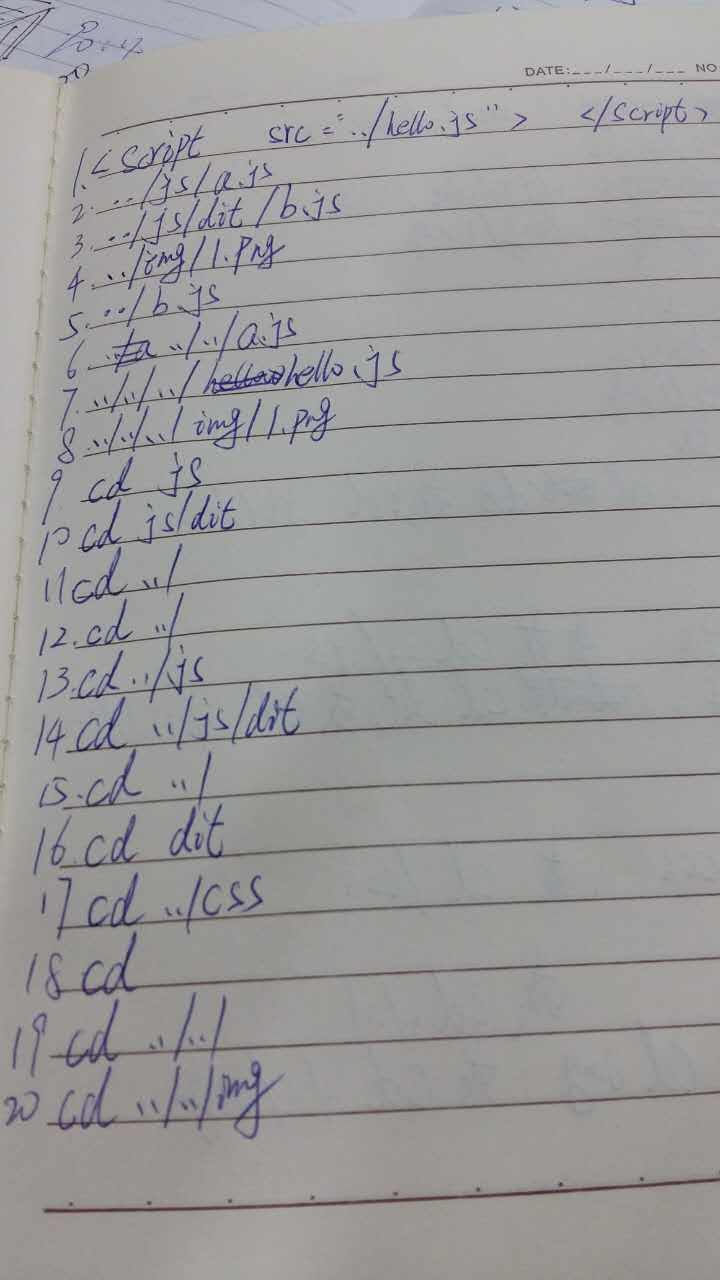 20
DATE:___/___/___ NO
1.<script src="../hello.js"> </script>
2. ../js/a.js
3. ../js/dit/b.js
4. ../img/1.png
5. ../b.js
6 ../../a.js
7. ../../../hello.js
8. ../../../img/1.png
9 cd js
10 cd js/dit
11 cd ../
12. cd ../
13. cd ../js
14 cd ../js/dit
15. cd ../
16. cd dit
17 cd ../css
18 cd
19 cd ../../
20 cd ../../img